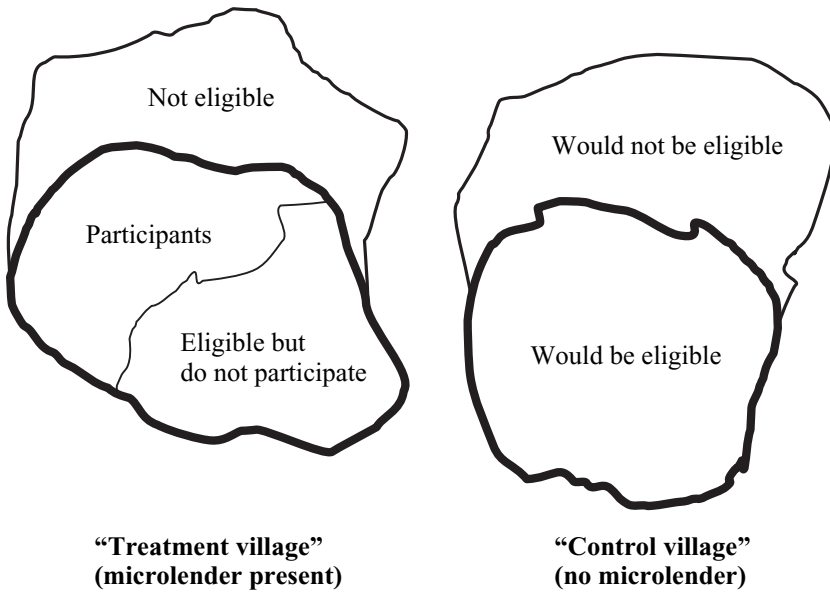 Not eligible
Participants
Eligible but
do not participate
“Treatment village”
(microlender present)
Would not be eligible
Would be eligible
“Control village”
(no microlender)